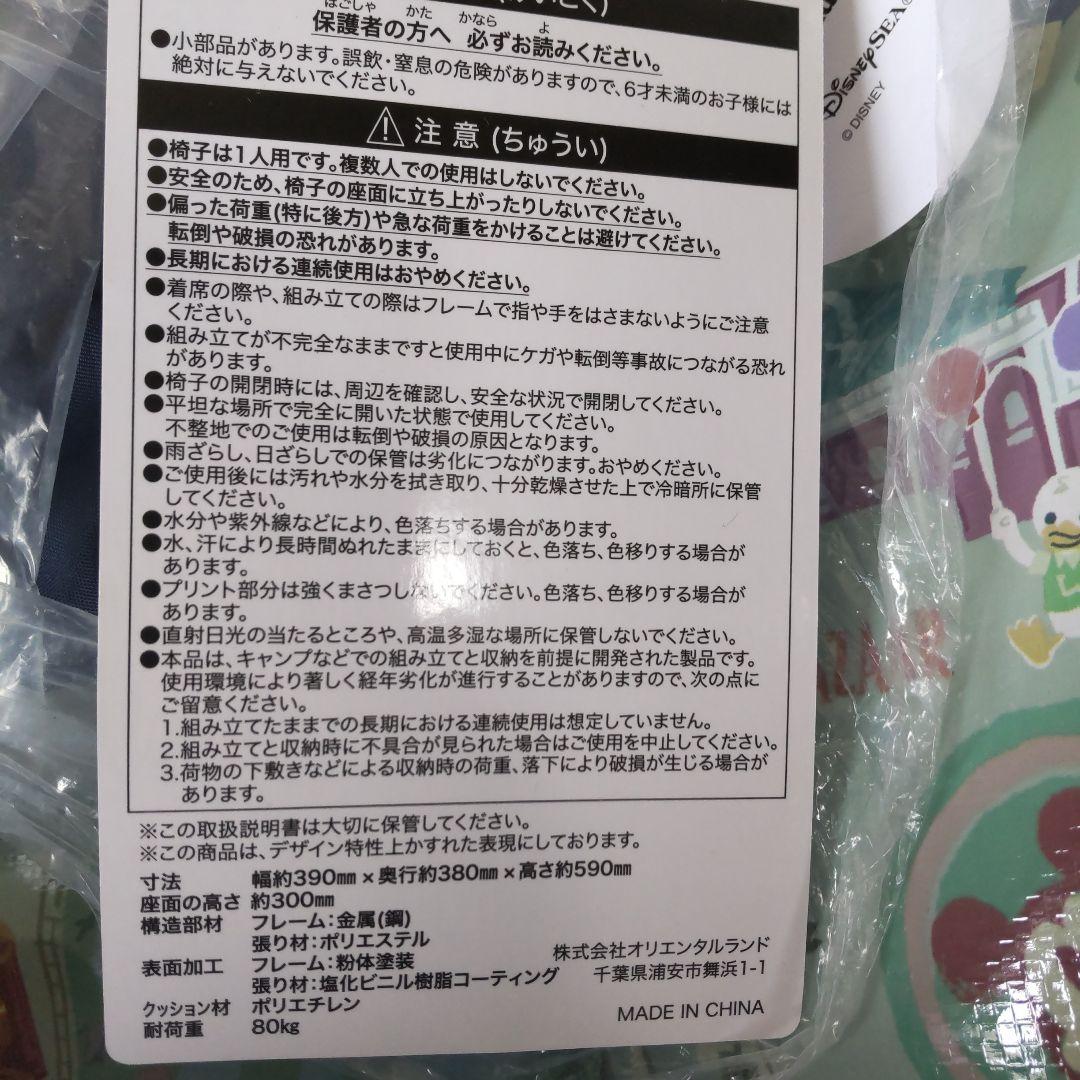 保護者の方へ 必ずお読みください。
ほごしゃ かた かなら よ
●小部品があります。誤飲・窒息の危険がありますので、6才未満のお子様には
絶対に与えないでください。
⚠ 注意 (ちゅうい)
●椅子は1人用です。複数人での使用はしないでください。
●安全のため、椅子の座面に立ち上がったりしないでください。
●偏った荷重(特に後方)や急な荷重をかけることは避けてください。
転倒や破損の恐れがあります。
●長期における連続使用はおやめください。
●着席の際や、組み立ての際はフレームで指や手をはさまないようにご注意
ください。
●組み立てが不完全なままですと使用中にケガや転倒等事故につながる恐れ
があります。
●椅子の開閉時には、周辺を確認し、安全な状況で開閉してください。
●平坦な場所で完全に開いた状態で使用してください。
不整地でのご使用は転倒や破損の原因となります。
●雨ざらし、日ざらしでの保管は劣化につながります。おやめください。
●ご使用後には汚れや水分を拭き取り、十分乾燥させた上で冷暗所に保管
してください。
●水分や紫外線などにより、色落ちする場合があります。
●水、汗により長時間ぬれたままにしておくと、色落ち、色移りする場合が
あります。
●プリント部分は強くまさつしないでください。色落ち、色移りする場合が
あります。
●直射日光の当たるところや、高温多湿な場所に保管しないでください。
●本品は、キャンプなどでの組み立てと収納を前提に開発された製品です。
使用環境により著しく経年劣化が進行することがありますので、次の点に
ご留意ください。
1.組み立てたままでの長期における連続使用は想定していません。
2.組み立てと収納時に不具合が見られた場合はご使用を中止してください。
3.荷物の下敷きなどによる収納時の荷重、落下により破損が生じる場合が
あります。
※この取扱説明書は大切に保管してください。
※この商品は、デザイン特性上かすれた表現にしております。
寸法 幅約390㎜×奥行約380㎜×高さ約590㎜
座面の高さ 約300㎜
構造部材 フレーム:金属(鋼)
張り材:ポリエステル
表面加工 フレーム:粉体塗装
張り材:塩化ビニル樹脂コーティング
クッション材 ポリエチレン
耐荷重 80kg
株式会社オリエンタルランド
千葉県浦安市舞浜1-1
MADE IN CHINA
DISNEYSEA®
©DISNEY